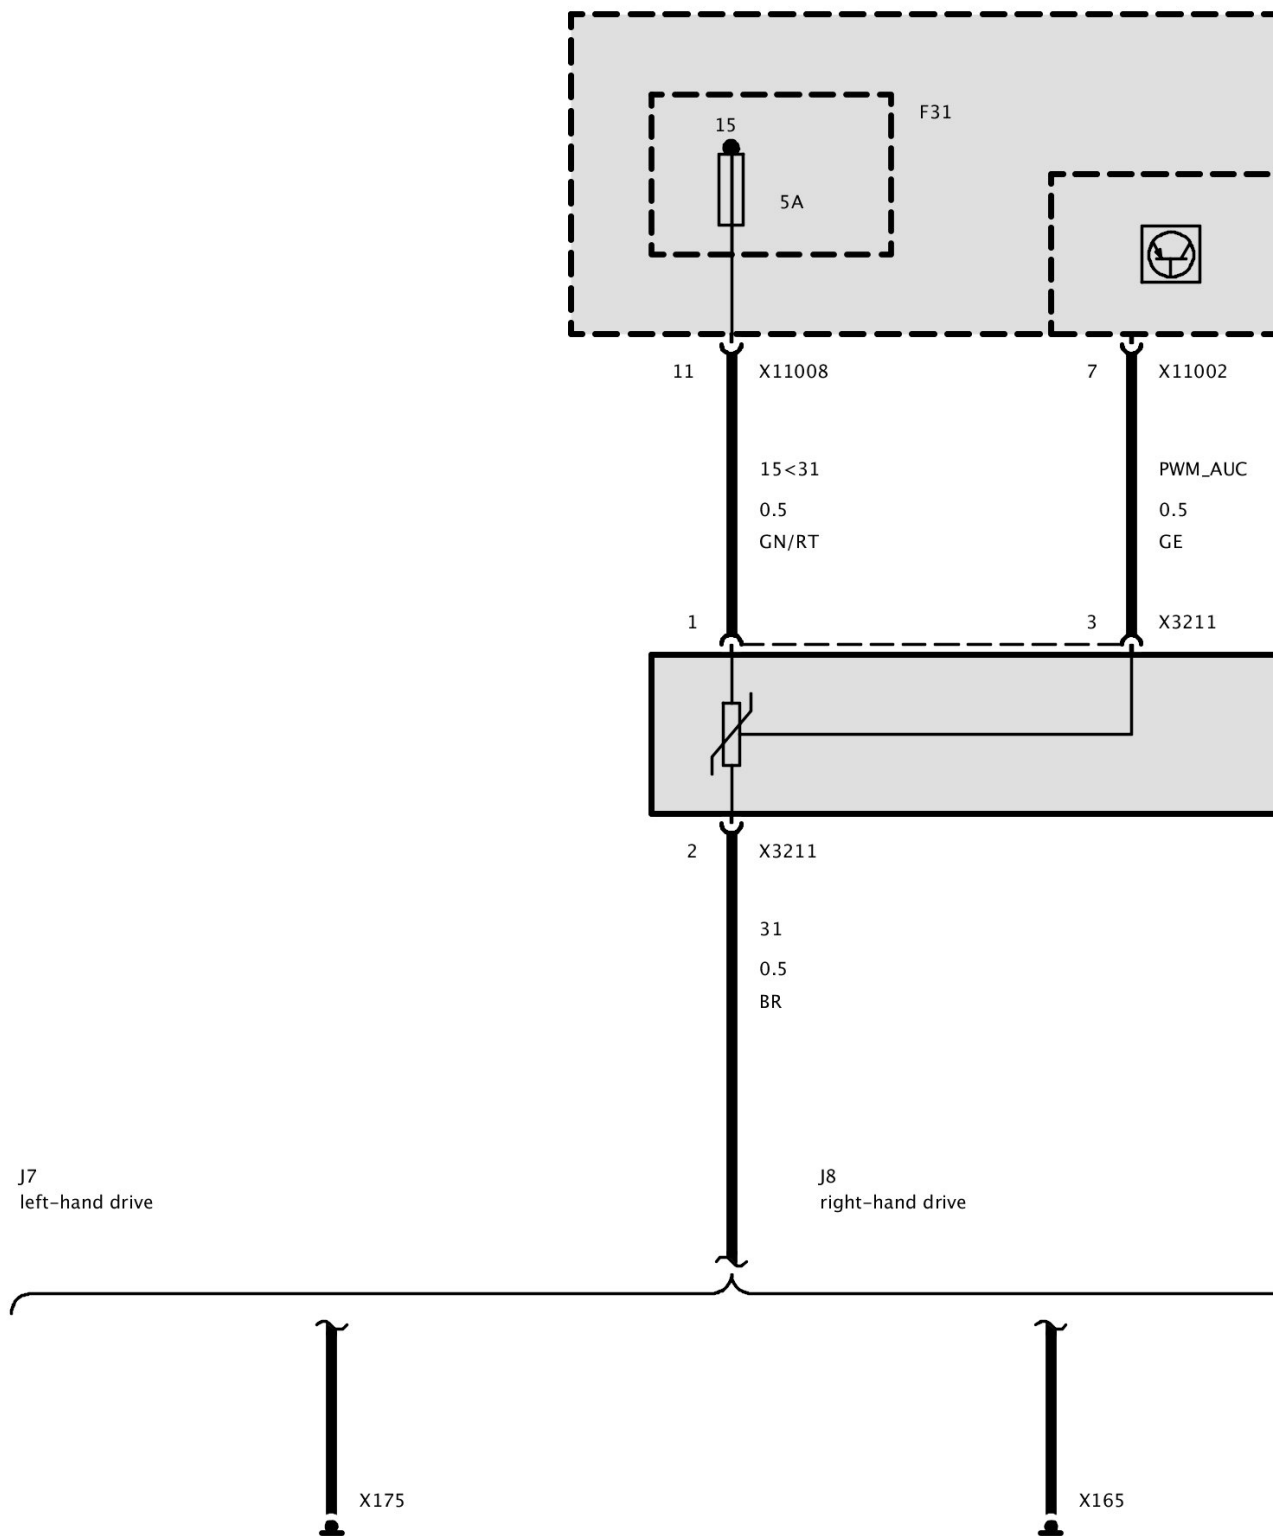 F31
15
5A
11 X11008 7 X11002
15<31 PWM_AUC
0.5 0.5
GN/RT GE
1 3 X3211
2 X3211
31
0.5
BR
J7 J8
left-hand drive right-hand drive
X175 X165